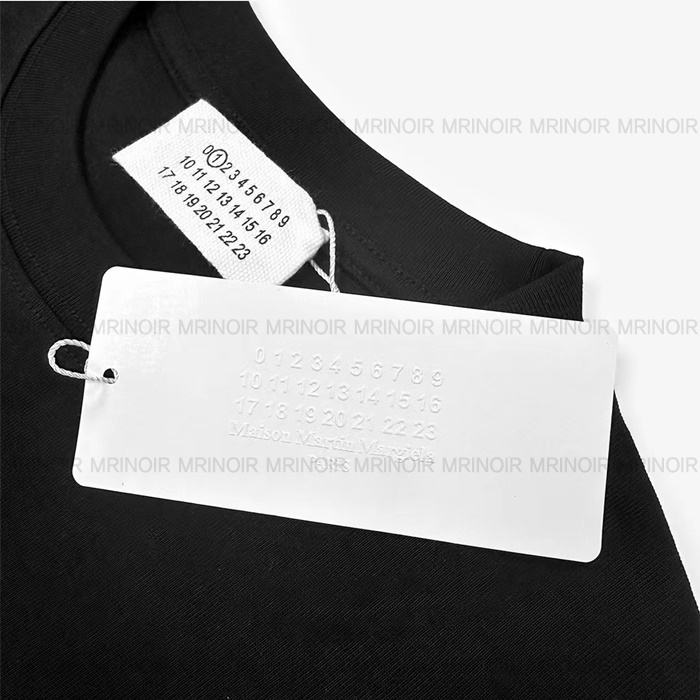 MRINOIR MRINOIR MRINOIR MRINOIR MRINOIR MRINOIR
0 1 2 3 4 5 6 7 8 9
10 11 12 13 14 15 16
17 18 19 20 21 22 23
MRINOIR MRINOIR MRINOIR MRINOIR MRINOIR MRINOIR
0 1 2 3 4 5 6 7 8 9
10 11 12 13 14 15 16
17 18 19 20 21 22 23
Maison Martin Margiela
PARIS
MRINOIR MRINOIR MRINOIR MRINOIR MRINOIR MRINOIR